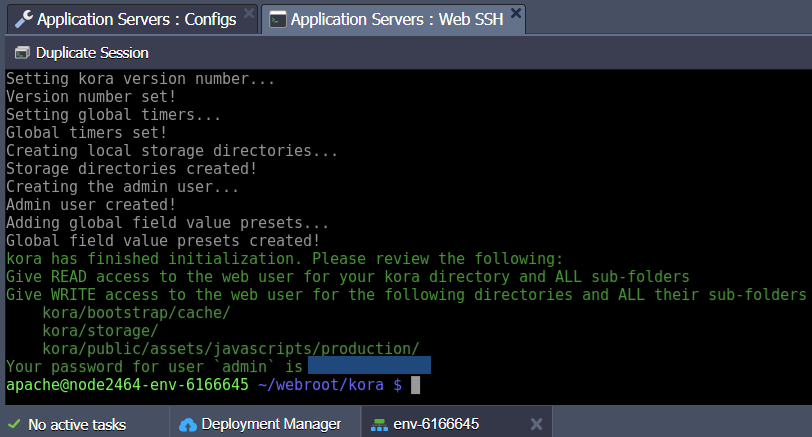 Application Servers : Configs
Application Servers : Web SSH
Duplicate Session
Setting kora version number...
Version number set!
Setting global timers...
Global timers set!
Creating local storage directories...
Storage directories created!
Creating the admin user...
Admin user created!
Adding global field value presets...
Global field value presets created!
kora has finished initialization. Please review the following:
Give READ access to the web user for your kora directory and ALL sub-folders
Give WRITE access to the web user for the following directories and ALL their sub-folders
kora/bootstrap/cache/
kora/storage/
kora/public/assets/javascripts/production/
Your password for user `admin` is
apache@node2464-env-6166645 ~/webroot/kora $
No active tasks
Deployment Manager
env-6166645